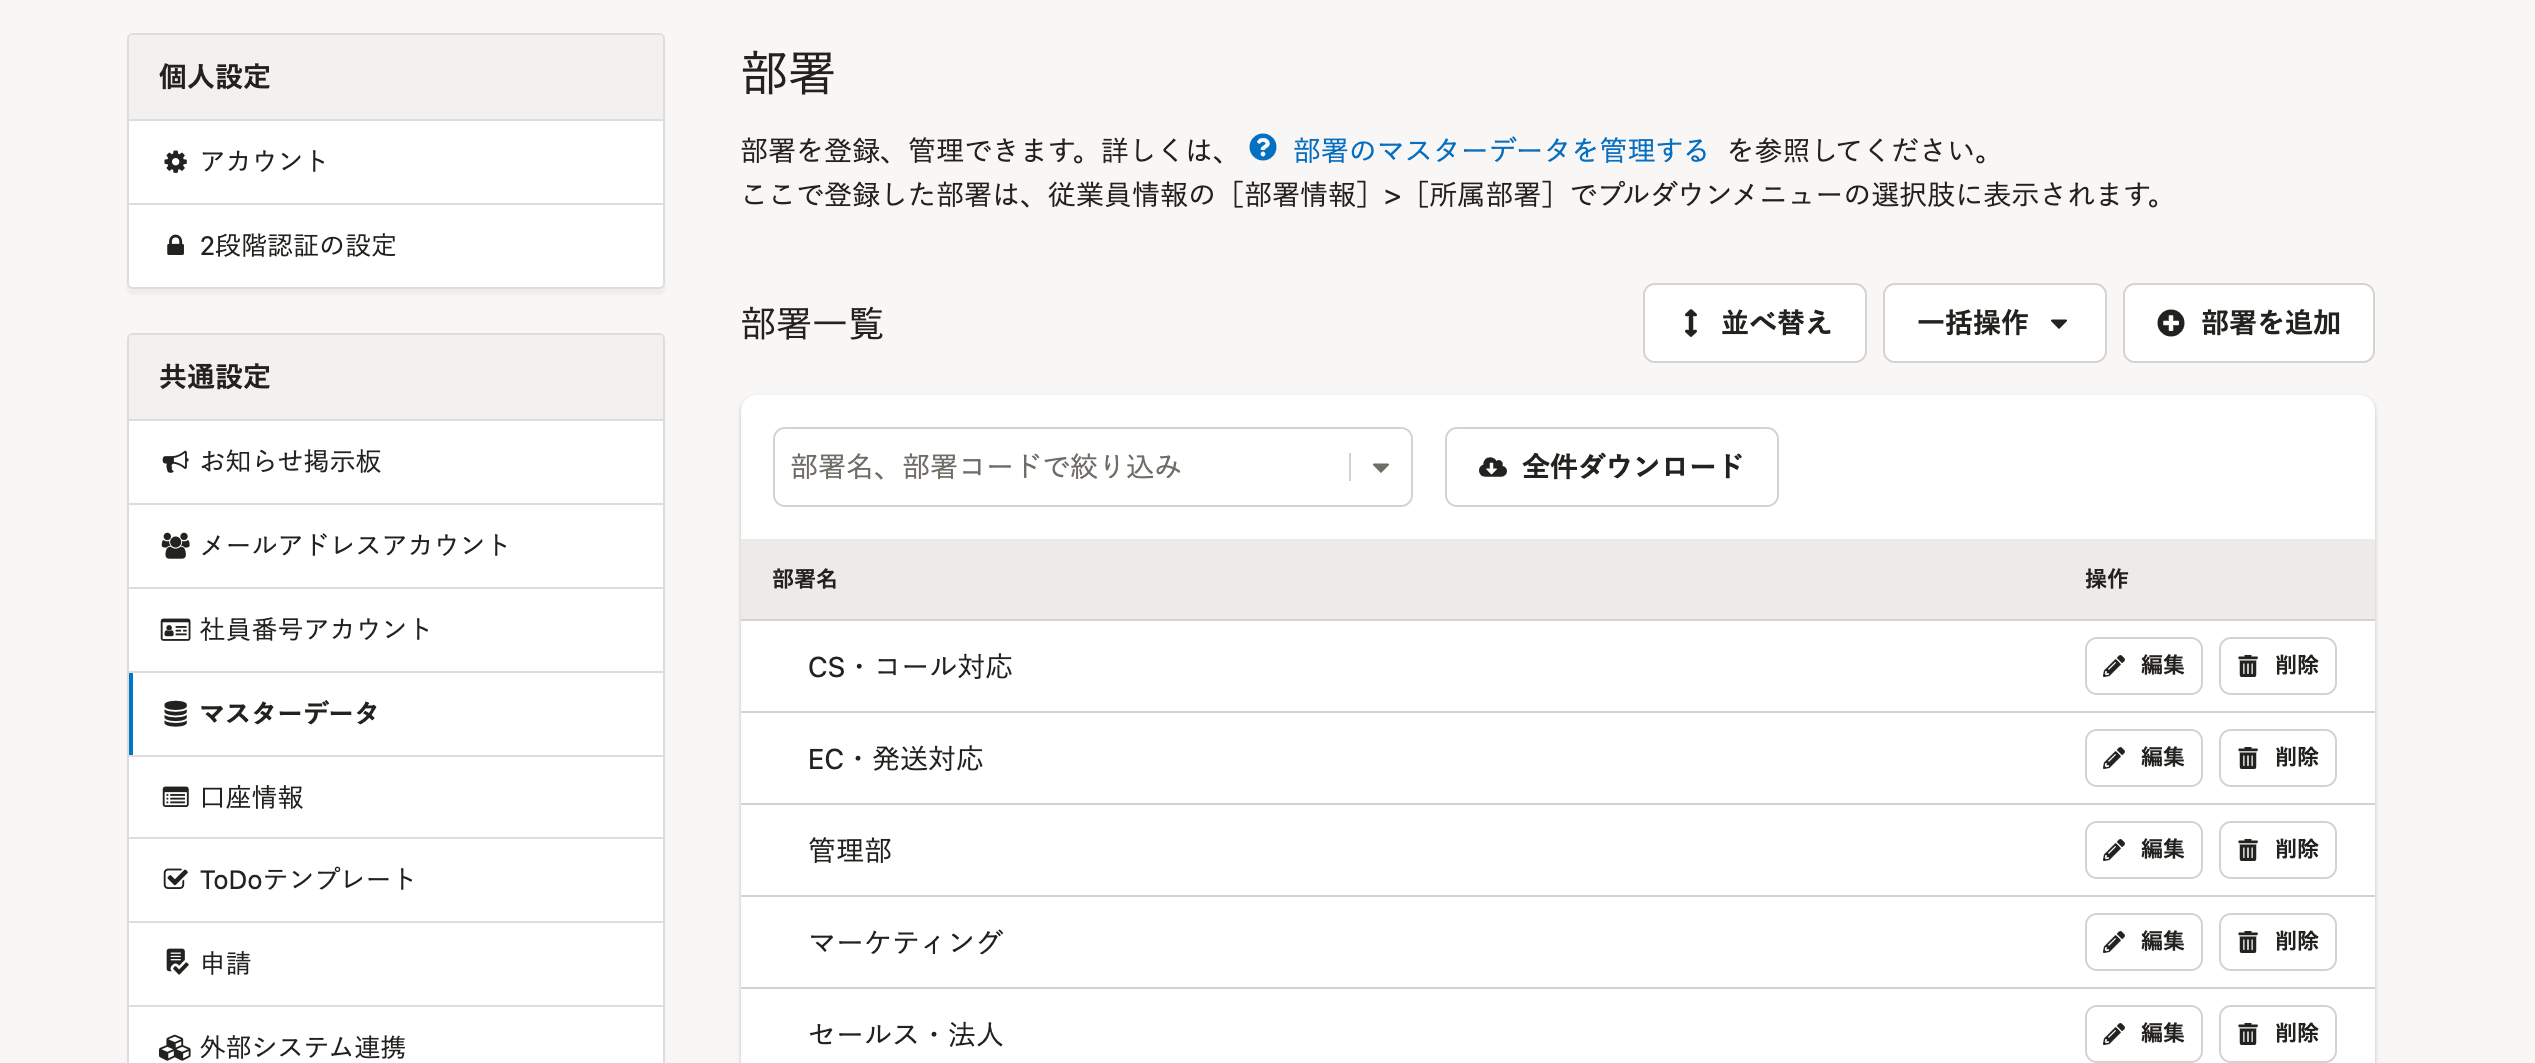 個人設定
アカウント
2段階認証の設定
共通設定
お知らせ掲示板
メールアドレスアカウント
社員番号アカウント
マスターデータ
口座情報
ToDoテンプレート
申請
外部システム連携
部署
部署を登録、管理できます。詳しくは、 部署のマスターデータを管理する を参照してください。
ここで登録した部署は、従業員情報の［部署情報］>［所属部署］でプルダウンメニューの選択肢に表示されます。
部署一覧
並べ替え 一括操作 部署を追加
部署名、部署コードで絞り込み 全件ダウンロード
部署名 操作
CS・コール対応 編集 削除
EC・発送対応 編集 削除
管理部 編集 削除
マーケティング 編集 削除
セールス・法人 編集 削除